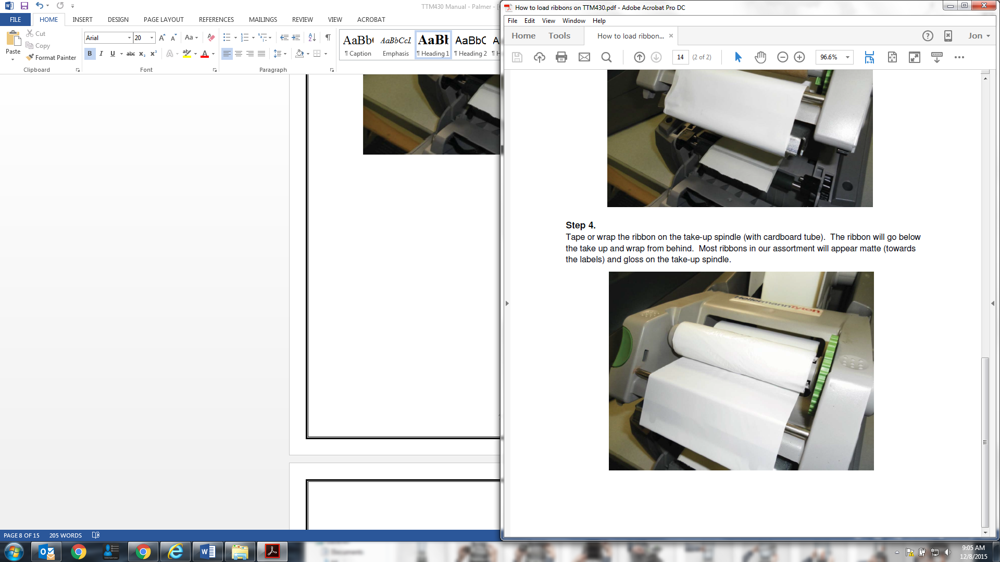 TTM430 Manual - Palmer - [
FILE
HOME
INSERT
DESIGN
PAGE LAYOUT
REFERENCES
MAILINGS
REVIEW
VIEW
ACROBAT
Paste
Cut
Copy
Format Painter
Clipboard
Arial
20
Font
Paragraph
AaBbC
¶ Caption
AaBbCcL
Emphasis
AaBb
¶ Heading 1
AaBbC
¶ Heading 2
¶ H
PAGE 8 OF 15
205 WORDS
How to load ribbons on TTM430.pdf - Adobe Acrobat Pro DC
File Edit View Window Help
Home
Tools
How to load ribbon...
Jon
14
(2 of 2)
96.6%
Step 4.
Tape or wrap the ribbon on the take-up spindle (with cardboard tube). The ribbon will go below
the take up and wrap from behind. Most ribbons in our assortment will appear matte (towards
the labels) and gloss on the take-up spindle.
HellermannTyton
Documents
9:05 AM
12/8/2015